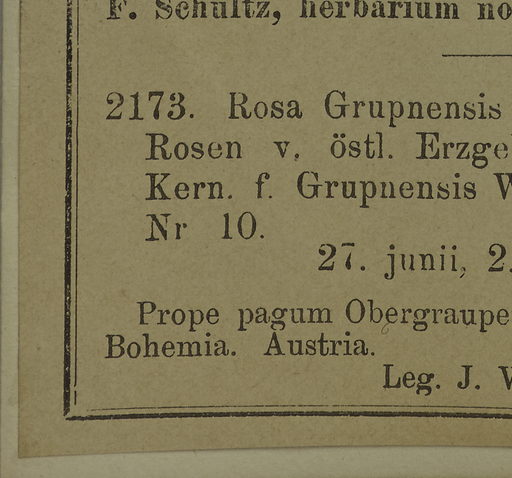 F. Schultz, herbarium no
2173. Rosa Grupnensis
Rosen v. östl. Erzge
Kern. f. Grupnensis W
Nr 10.
27. junii, 2.
Prope pagum Obergraupe
Bohemia. Austria.
Leg. J. W